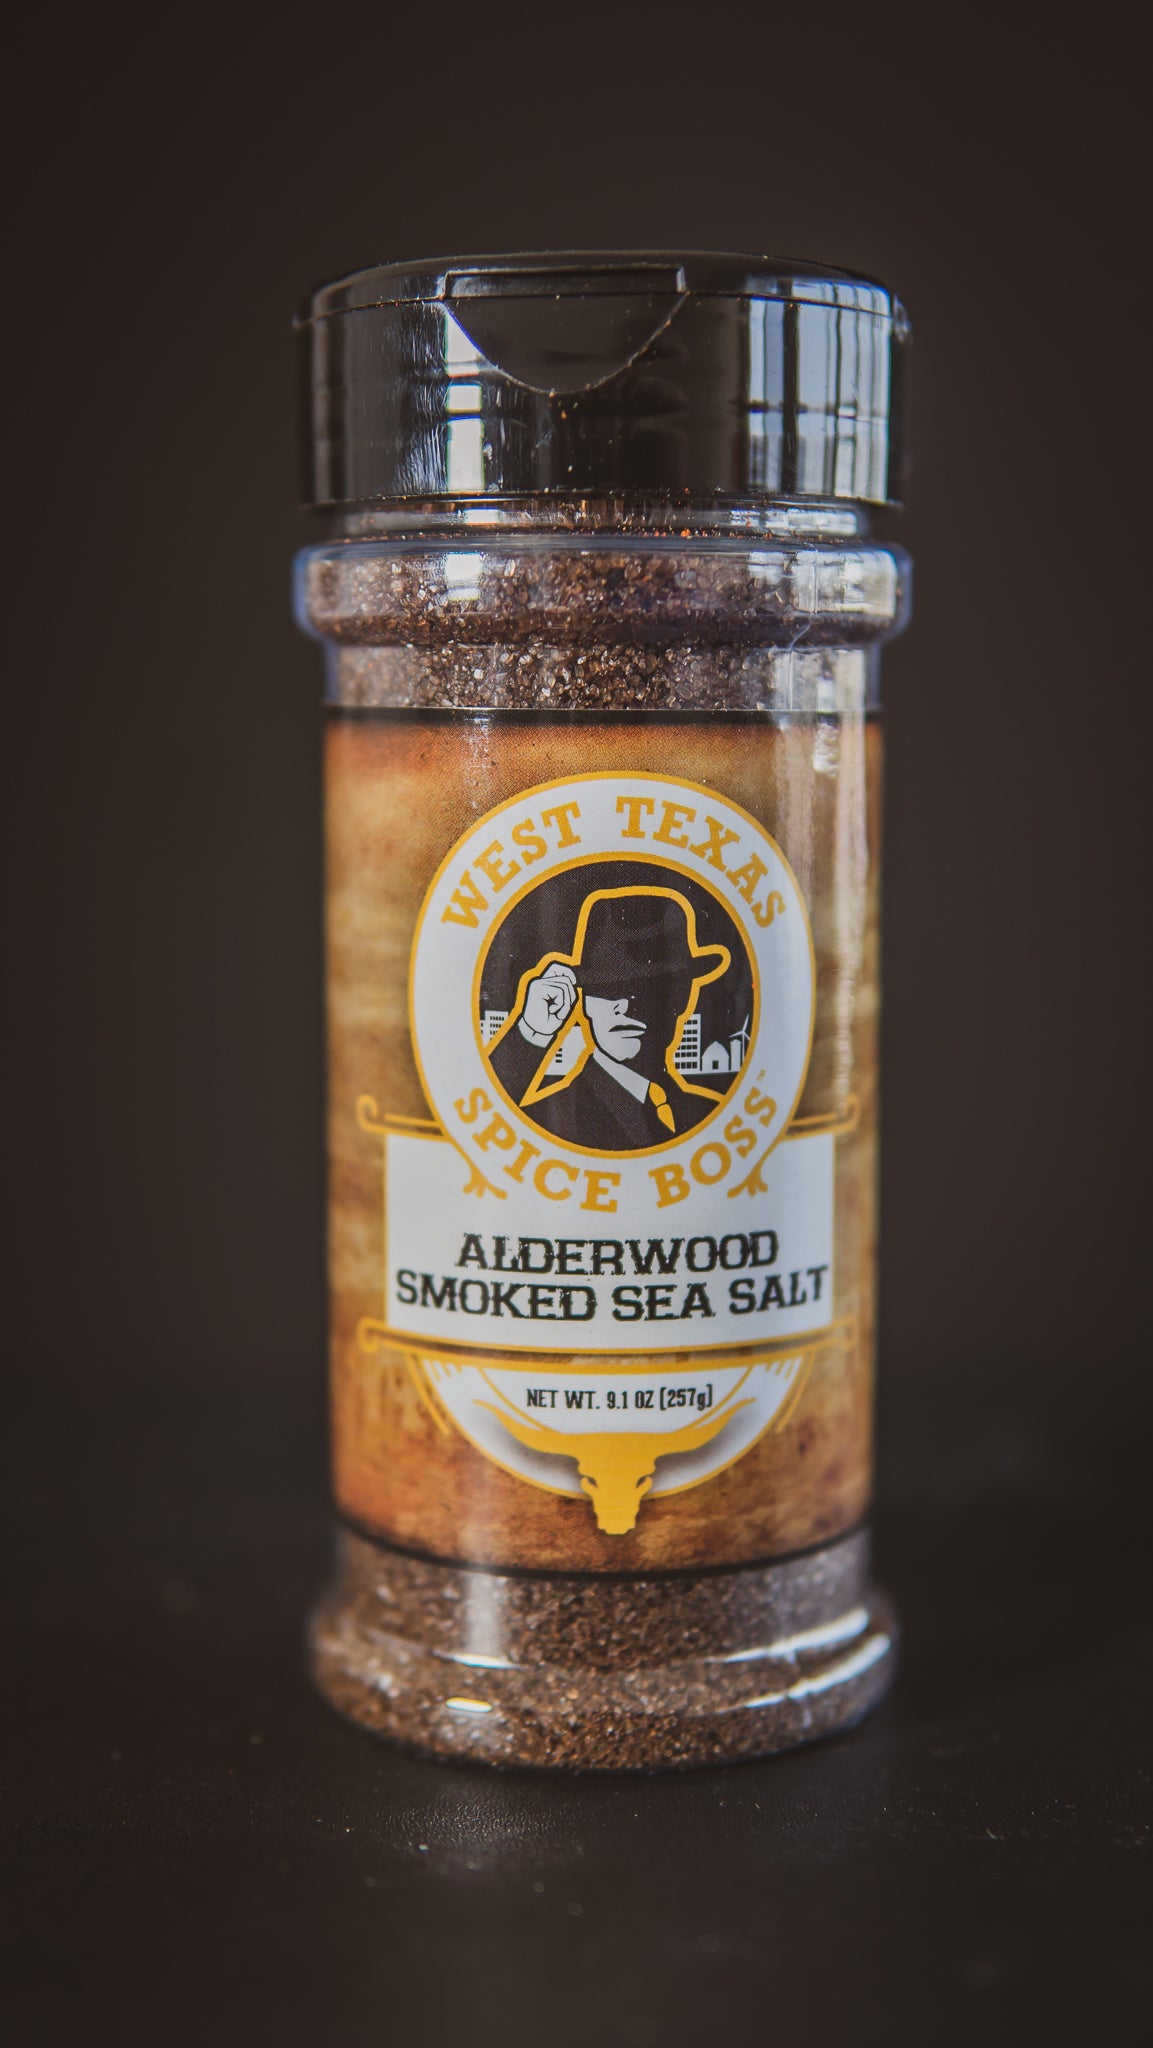 WEST TEXAS
SPICE BOSS™
ALDERWOOD
SMOKED SEA SALT
NET WT. 9.1 OZ (257g)